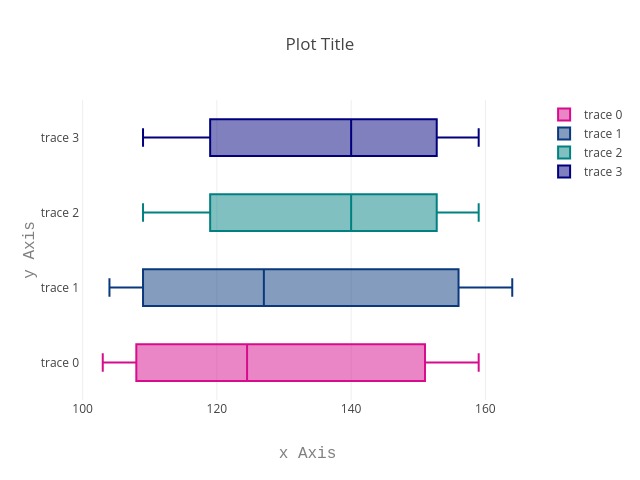 Plot Title
trace 3
trace 2
trace 1
trace 0
y Axis
100 120 140 160
x Axis
trace 0
trace 1
trace 2
trace 3